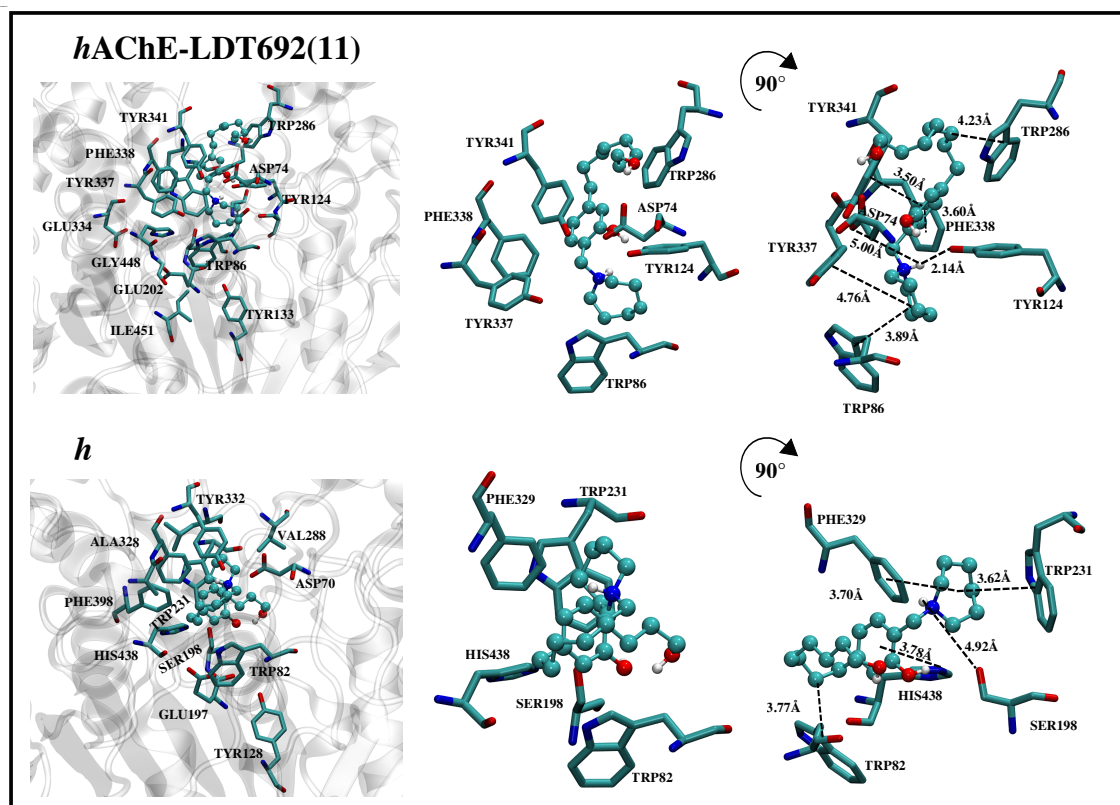 hAChE-LDT692(11)
TYR341
TRP286
PHE338
ASP74
TYR337
TYR124
GLU334
GLY448
TRP86
GLU202
TYR133
ILE451
TYR341
TRP286
PHE338
ASP74
TYR124
TYR337
TRP86
90°
TYR341
4.23Å
TRP286
3.50Å
3.60Å
ASP74
PHE338
TYR337
5.00Å
2.14Å
4.76Å
TYR124
3.89Å
TRP86
h
TYR332
ALA328
VAL288
ASP70
PHE398
TRP231
HIS438
SER198
TRP82
GLU197
TYR128
PHE329
TRP231
HIS438
SER198
TRP82
90°
PHE329
3.62Å
TRP231
3.70Å
3.78Å
4.92Å
HIS438
3.77Å
SER198
TRP82